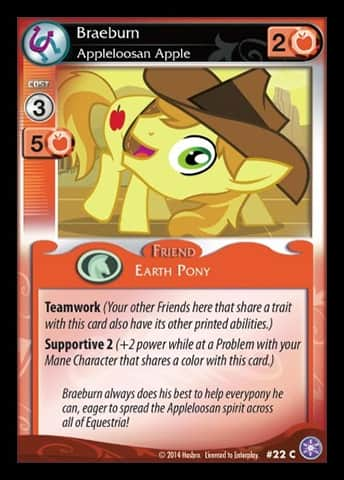 Braeburn
Appleloosan Apple
2
COST
3
5
FRIEND
EARTH PONY
Teamwork (Your other Friends here that share a trait
with this card also have its other printed abilities.)
Supportive 2 (+2 power while at a Problem with your
Mane Character that shares a color with this card.)
Braeburn always does his best to help everypony he
can, eager to spread the Appleloosan spirit across
all of Equestria!
© 2014 Hasbro. Licensed to Enterplay. #22 C